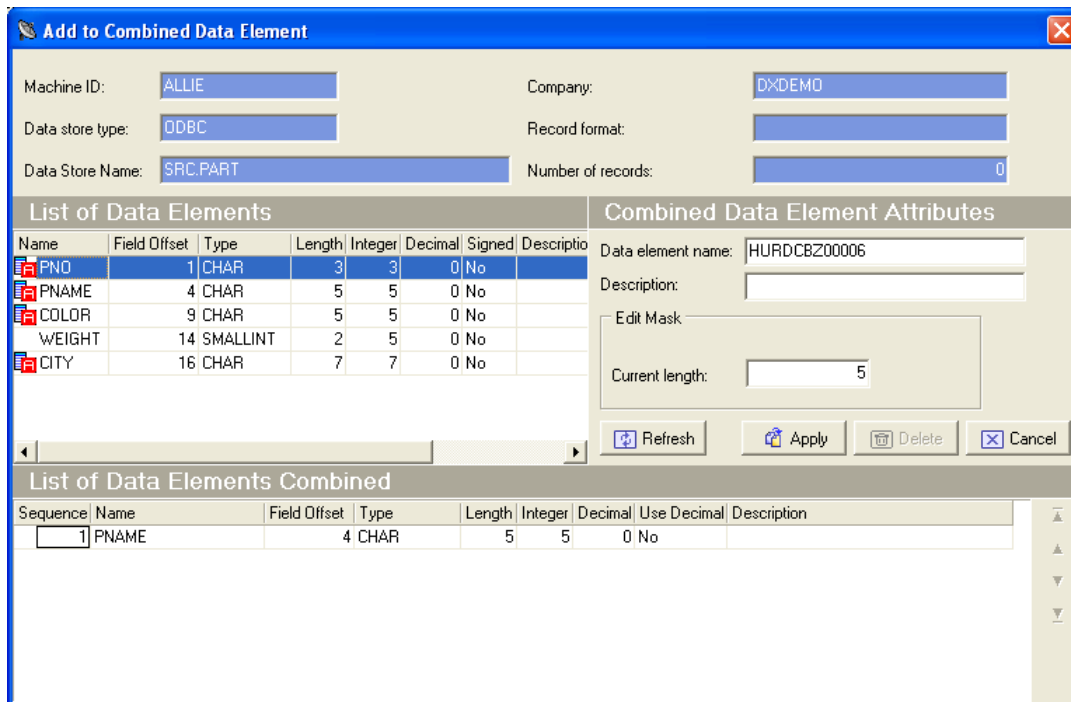 Add to Combined Data Element
Machine ID: ALLIE Company: DXDEMO
Data store type: ODBC Record format:
Data Store Name: SRC.PART Number of records: 0
List of Data Elements
Name Field Offset Type Length Integer Decimal Signed Descriptio
PNO 1 CHAR 3 3 0 No
PNAME 4 CHAR 5 5 0 No
COLOR 9 CHAR 5 5 0 No
WEIGHT 14 SMALLINT 2 5 0 No
CITY 16 CHAR 7 7 0 No
Combined Data Element Attributes
Data element name: HURDCBZ00006
Description:
Edit Mask
Current length: 5
Refresh Apply Delete Cancel
List of Data Elements Combined
Sequence Name Field Offset Type Length Integer Decimal Use Decimal Description
1 PNAME 4 CHAR 5 5 0 No